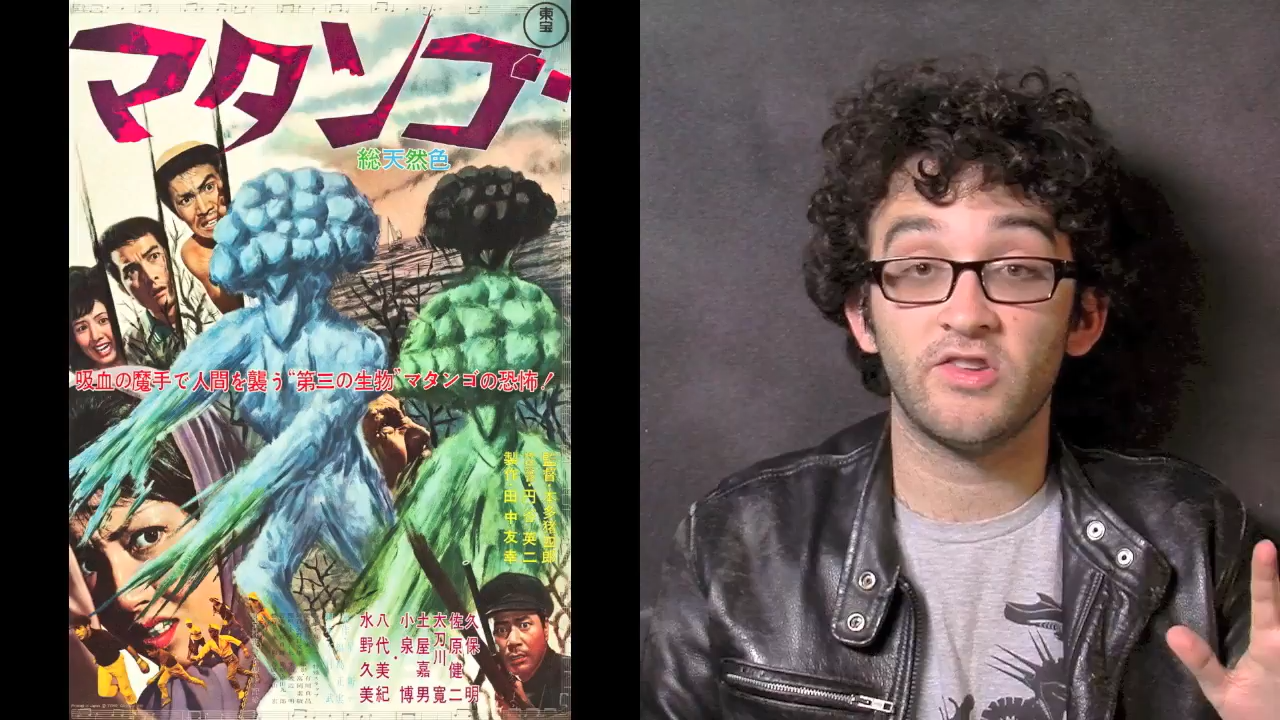 東宝
マタンゴ
総天然色
吸血の魔手で人間を襲う“第三の生物”マタンゴの恐怖!
監督・本多猪四郎
円谷英二
製作 田中友幸
久保明
佐原健二
太刀川寛
土屋嘉男
小泉・博
八代美紀
水野久美